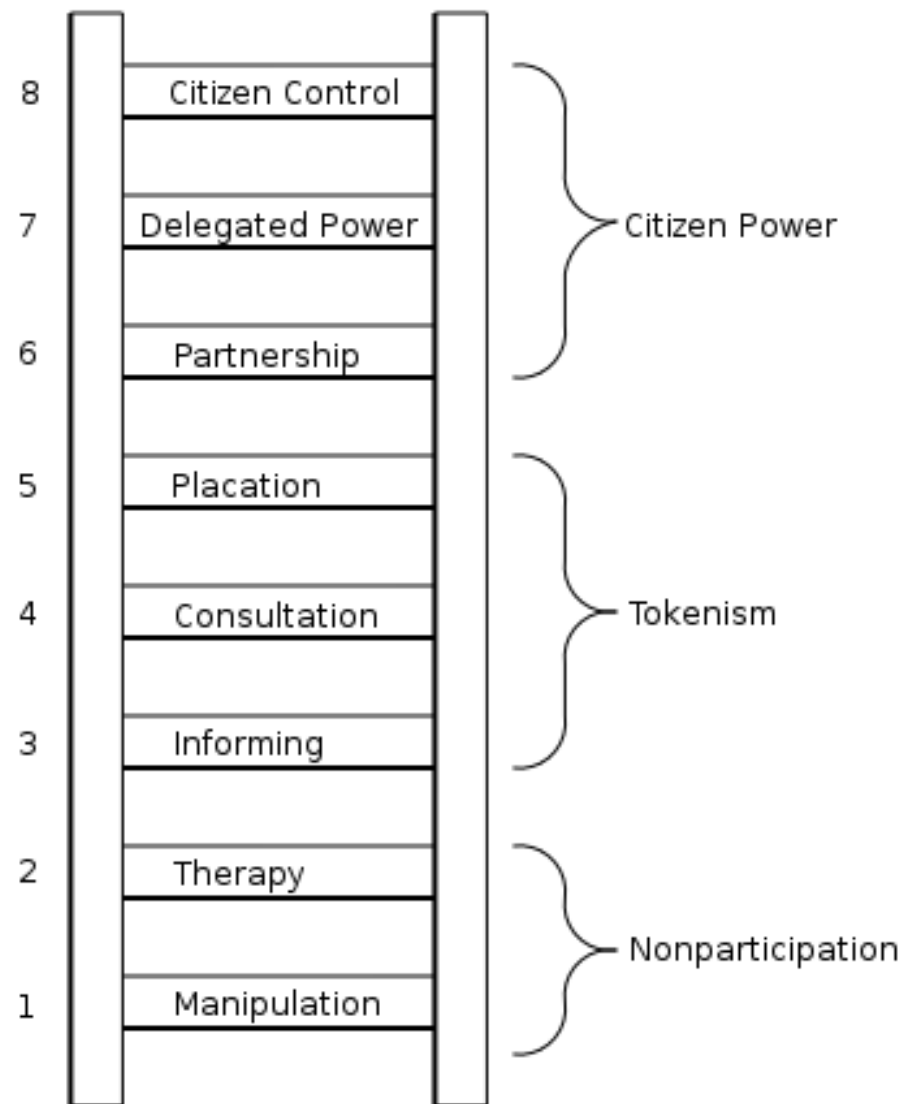 8 Citizen Control
7 Delegated Power Citizen Power
6 Partnership
5 Placation
4 Consultation Tokenism
3 Informing
2 Therapy
Nonparticipation
1 Manipulation